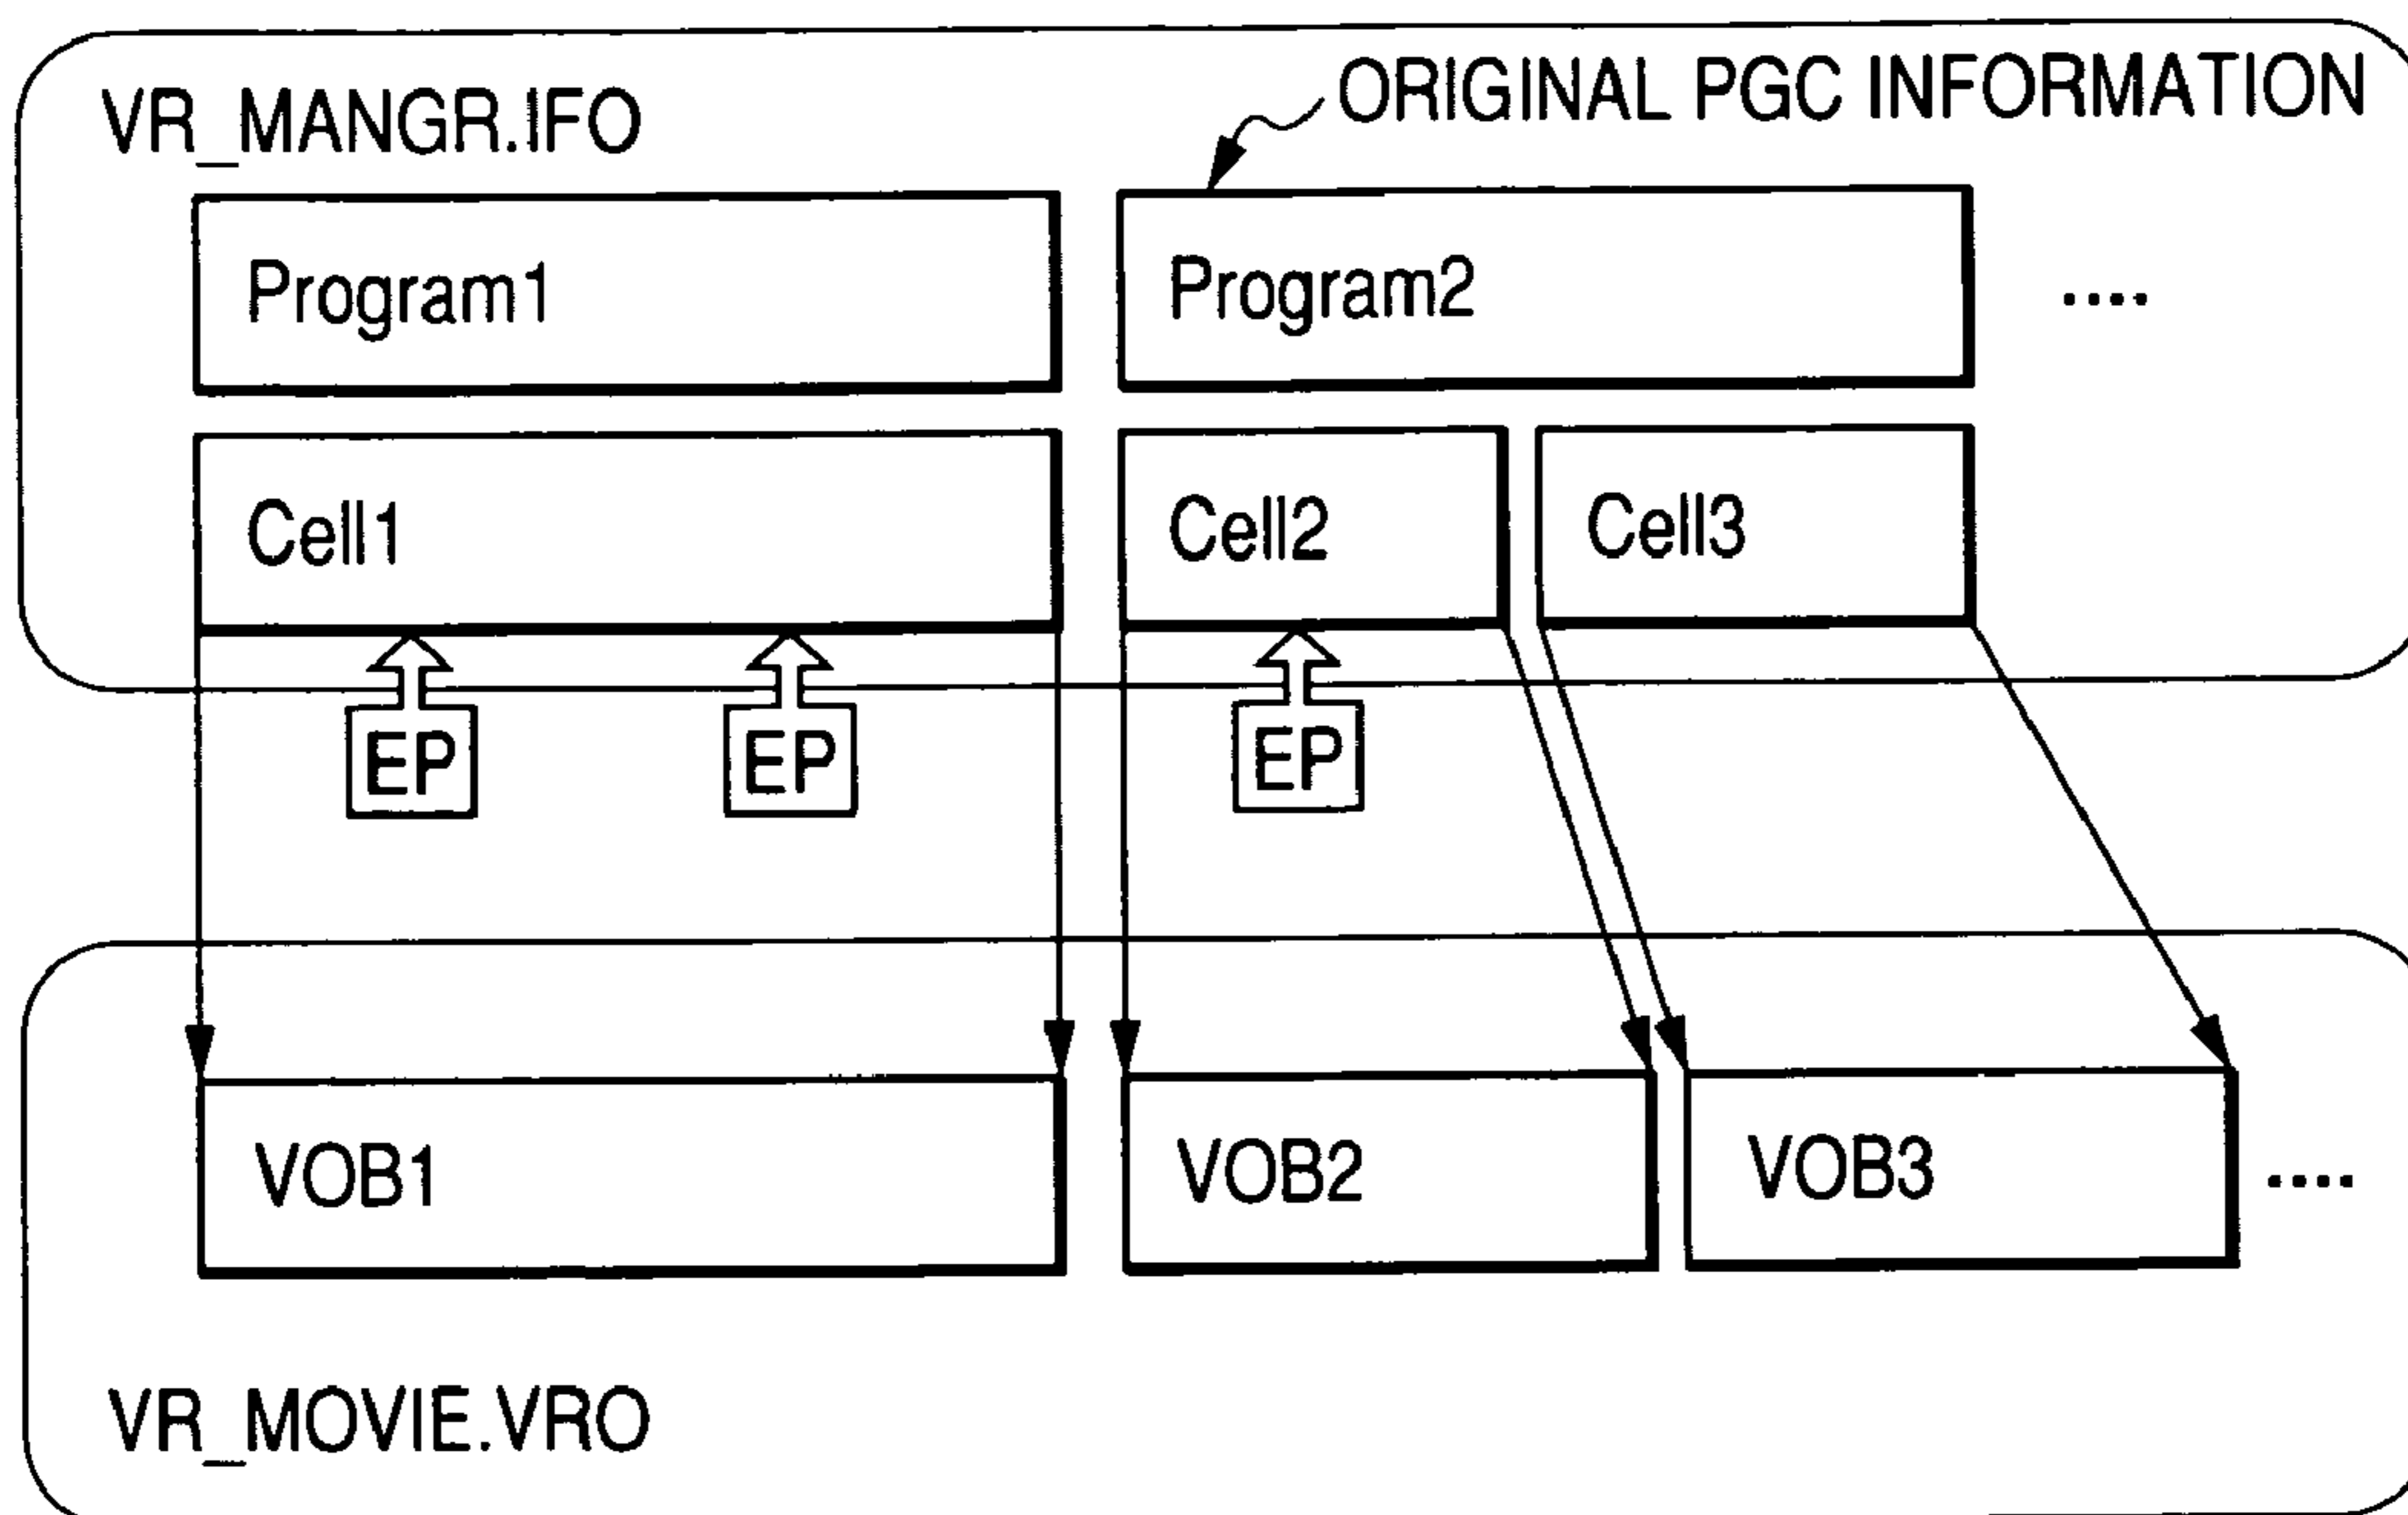 VR_MANGR.IFO
ORIGINAL PGC INFORMATION
Program1
Program2
....
Cell1
Cell2
Cell3
EP
EP
EP
VOB1
VOB2
VOB3
....
VR_MOVIE.VRO